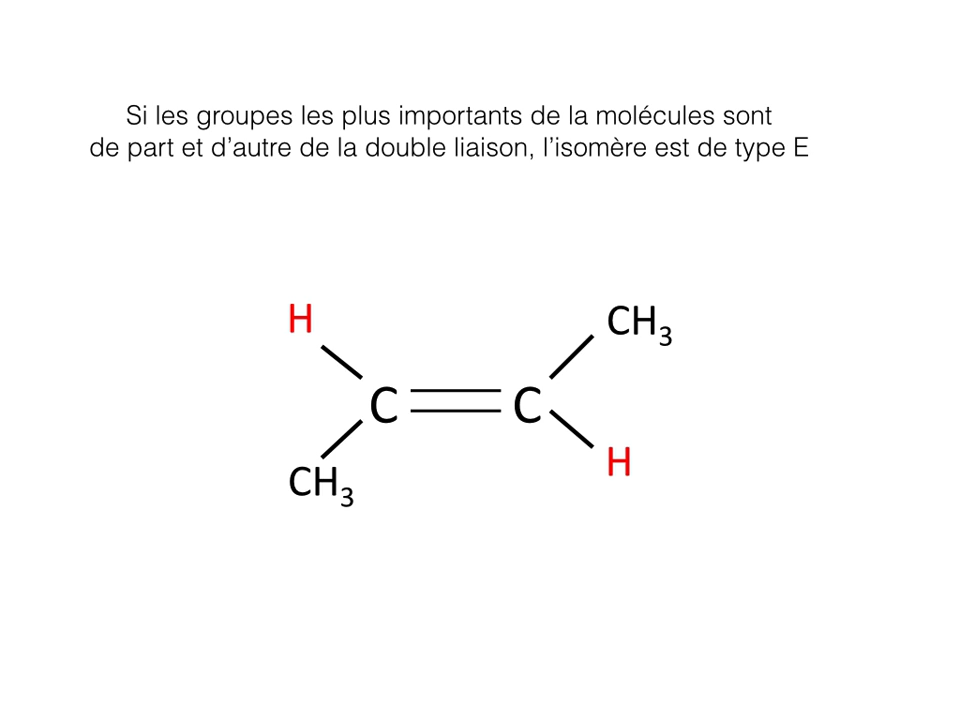 Si les groupes les plus importants de la molécules sont
de part et d’autre de la double liaison, l’isomère est de type E
H
CH₃
C
C
CH₃
H